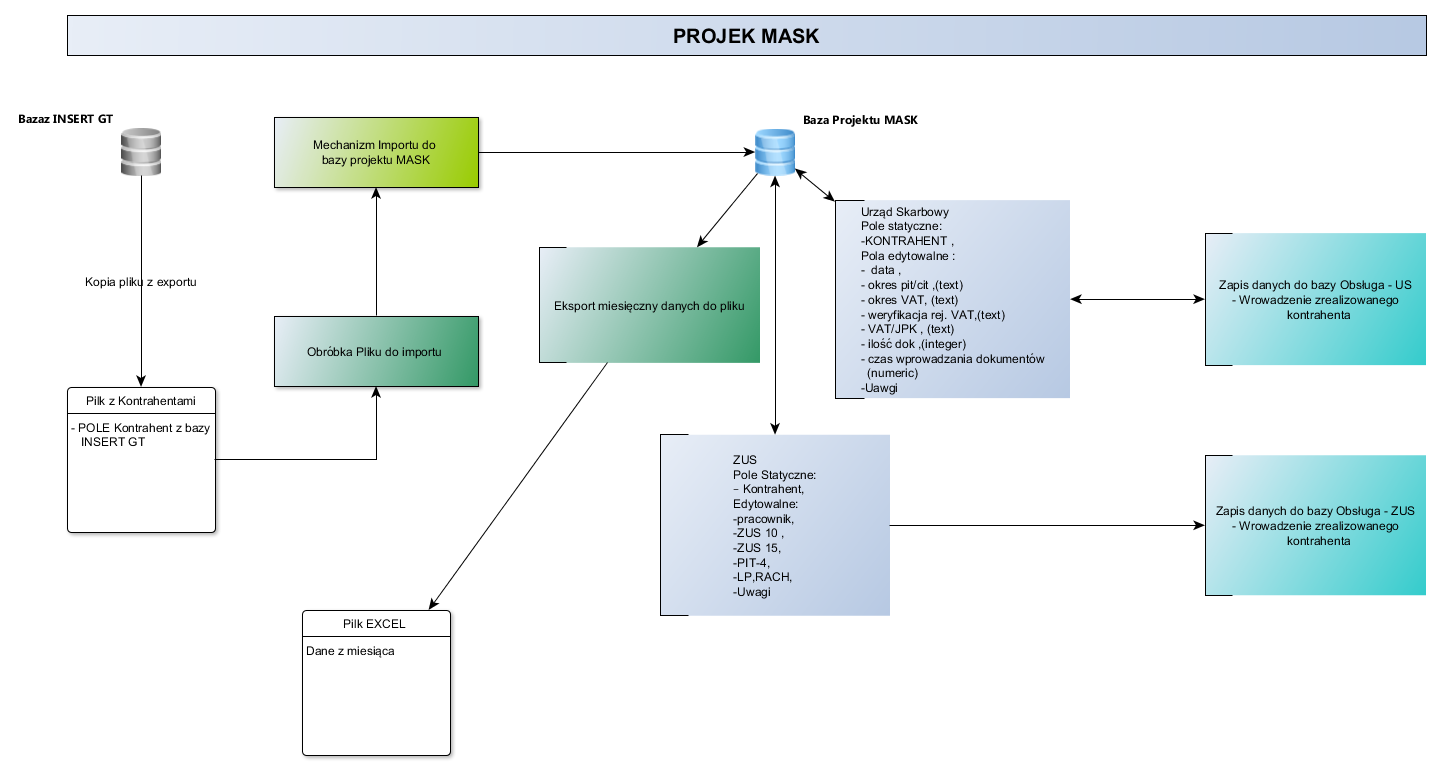 PROJEK MASK
Bazaz INSERT GT
Baza Projektu MASK
Mechanizm Importu do
bazy projektu MASK
Kopia pliku z exportu
Obróbka Pliku do importu
Pilk z Kontrahentami
- POLE Kontrahent z bazy
INSERT GT
Eksport miesięczny danych do pliku
Urząd Skarbowy
Pole statyczne:
-KONTRAHENT ,
Pola edytowalne :
- data ,
- okres pit/cit ,(text)
- okres VAT, (text)
- weryfikacja rej. VAT,(text)
- VAT/JPK , (text)
- ilość dok ,(integer)
- czas wprowadzania dokumentów
(numeric)
-Uawgi
Zapis danych do bazy Obsługa - US
- Wrowadzenie zrealizowanego
kontrahenta
ZUS
Pole Statyczne:
– Kontrahent,
Edytowalne:
-pracownik,
-ZUS 10 ,
-ZUS 15,
-PIT-4,
-LP,RACH,
-Uwagi
Zapis danych do bazy Obsługa - ZUS
- Wrowadzenie zrealizowanego
kontrahenta
Pilk EXCEL
Dane z miesiąca